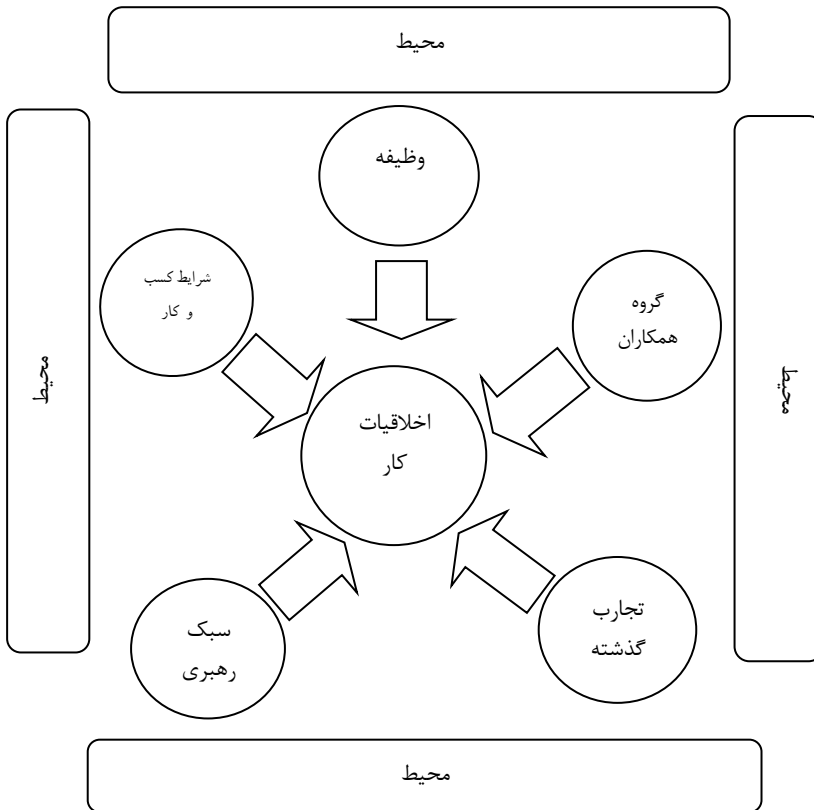 محیط
وظیفه
گروه
همکاران
شرایط کسب
و کار
محیط
محیط
اخلاقیات
کار
تجارب
گذشته
سبک
رهبری
محیط